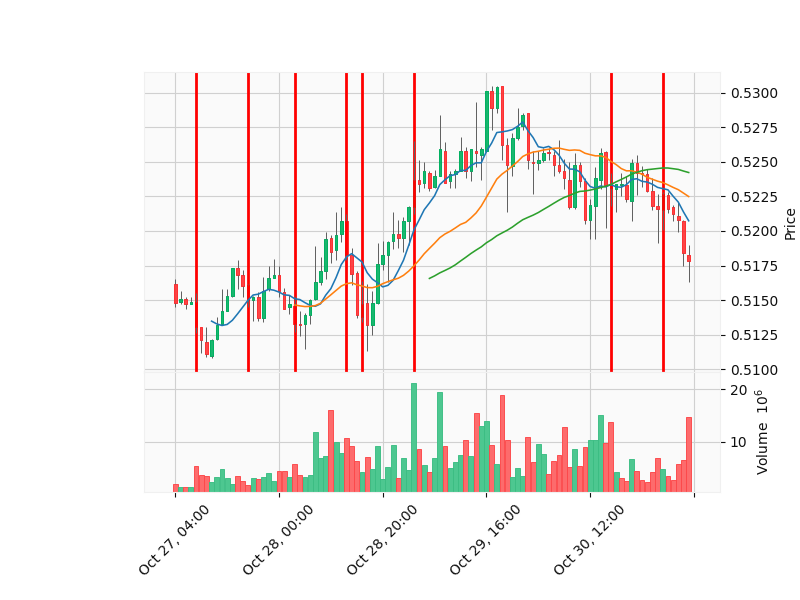 0.5300
0.5275
0.5250
0.5225
0.5200
0.5175
0.5150
0.5125
0.5100
Price
20
10
Volume 10⁶
Oct 27, 04:00
Oct 28, 00:00
Oct 28, 20:00
Oct 29, 16:00
Oct 30, 12:00